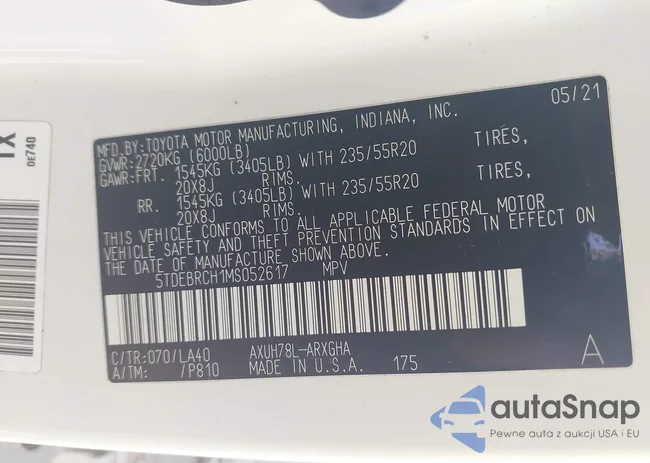 05/21
MFD.BY:TOYOTA MOTOR MANUFACTURING, INDIANA, INC.
GVWR:2720KG (6000LB)
GAWR:FRT. 1545KG (3405LB) WITH 235/55R20 TIRES,
20X8J RIMS.
RR. 1545KG (3405LB) WITH 235/55R20 TIRES,
20X8J RIMS.
THIS VEHICLE CONFORMS TO ALL APPLICABLE FEDERAL MOTOR
VEHICLE SAFETY AND THEFT PREVENTION STANDARDS IN EFFECT ON
THE DATE OF MANUFACTURE SHOWN ABOVE.
5TDEBRCH1MS052617 MPV
C/TR:070/LA40 AXUH78L-ARXGHA
A/TM: /P810 MADE IN U.S.A. 175 A
1X
0E740
autaSnap
Pewne auta z aukcji USA i EU